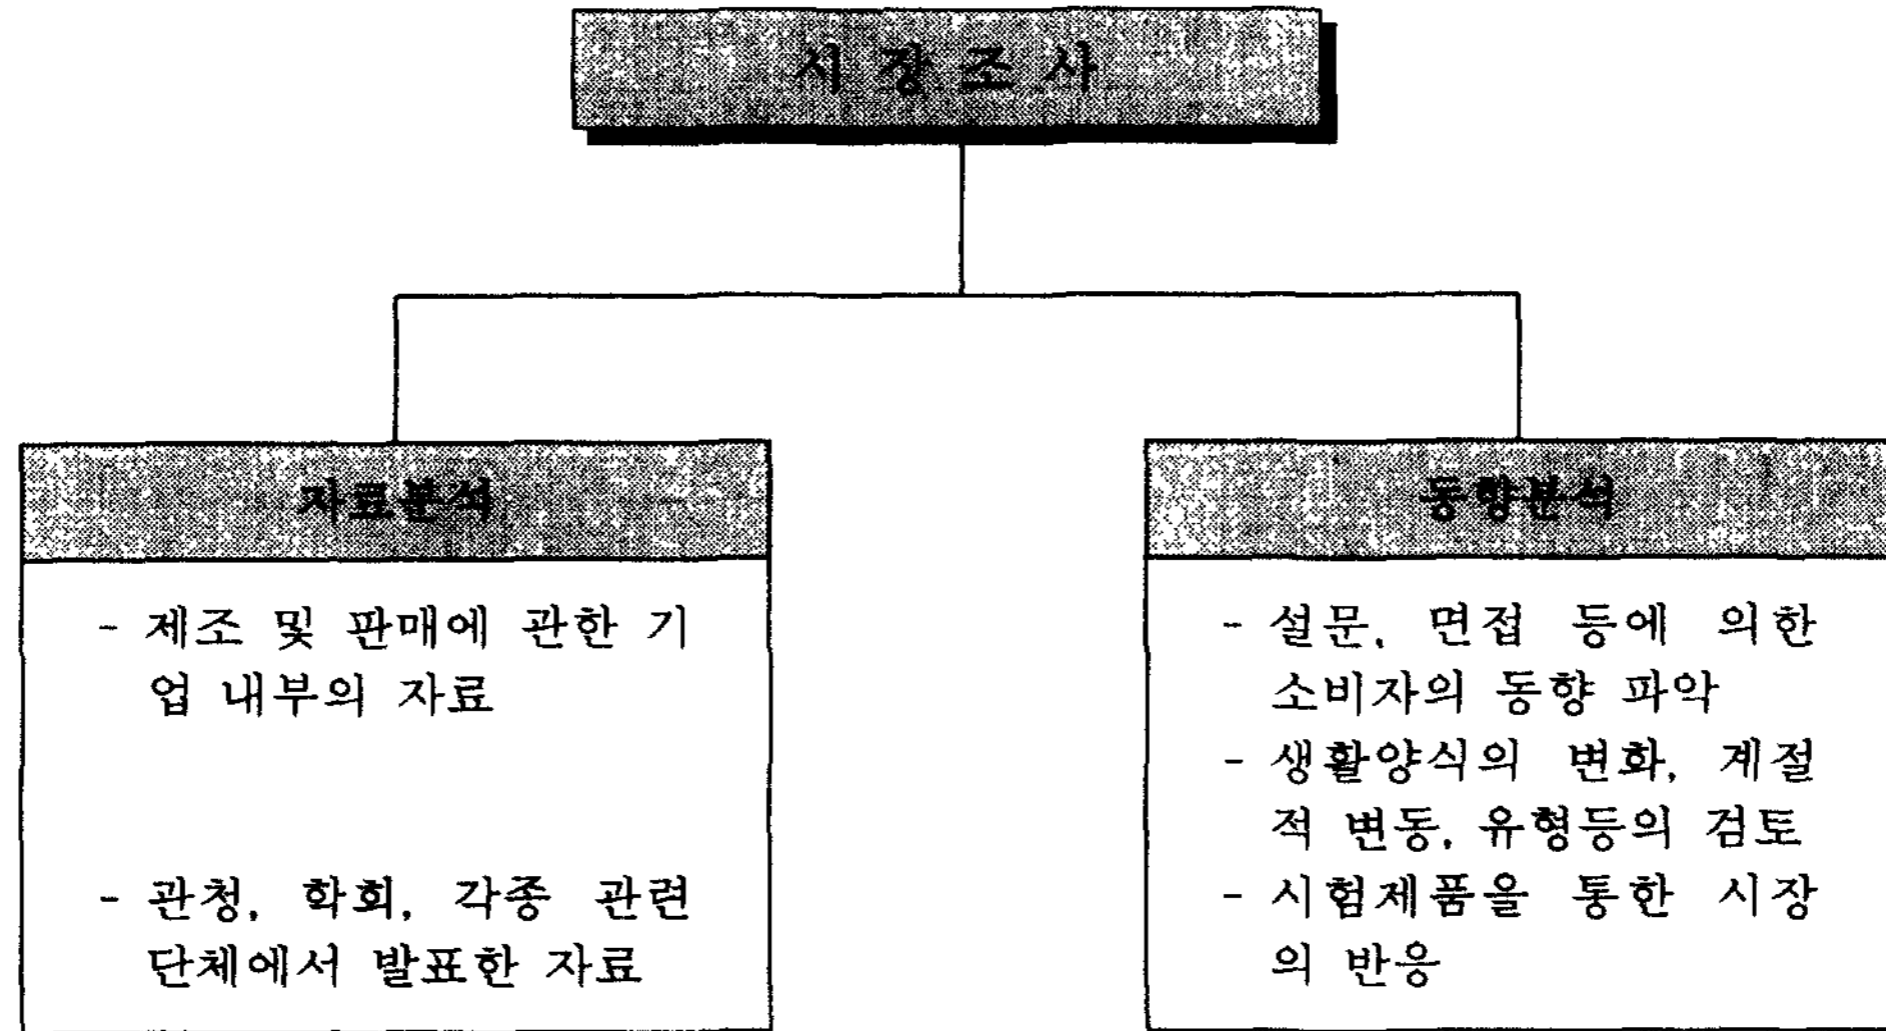 시 장 조 사
자료분석
- 제조 및 판매에 관한 기
업 내부의 자료
- 관청, 학회, 각종 관련
단체에서 발표한 자료
동향분석
- 설문, 면접 등에 의한
소비자의 동향 파악
- 생활양식의 변화, 계절
적 변동, 유형등의 검토
- 시험제품을 통한 시장
의 반응